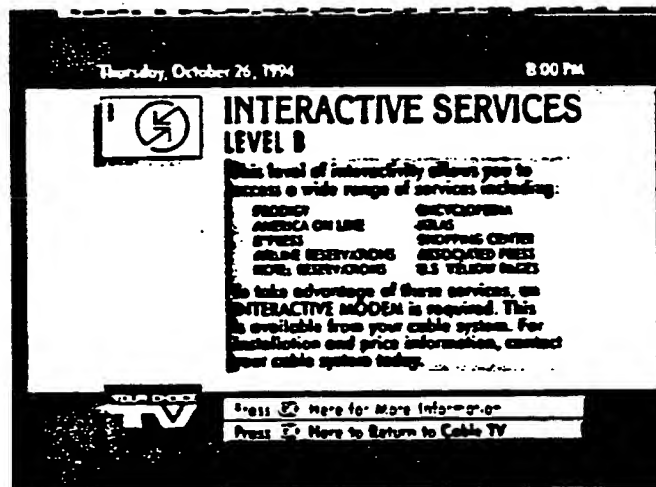 Thursday, October 26, 1994 8:00 PM
INTERACTIVE SERVICES
LEVEL B
This level of interactivity allows you to
access a wide range of services including:
PRODIGY ENCYCLOPEDIA
AMERICA ON LINE ATLAS
X*PRESS SHOPPING CENTER
AIRLINE RESERVATIONS ASSOCIATED PRESS
HOTEL RESERVATIONS U.S. YELLOW PAGES
To take advantage of these services, an
INTERACTIVE MODEM is required. This
is available from your cable system. For
installation and price information, contact
your cable system today.
YOUR CHOICE
TV
Press Here for More Information
Press Here to Return to Cable TV